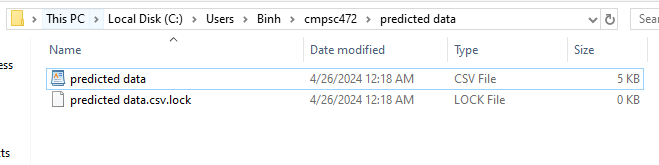 This PC > Local Disk (C:) > Users > Binh > cmpsc472 > predicted data
Name Date modified Type Size
ess
predicted data 4/26/2024 12:18 AM CSV File 5 KB
predicted data.csv.lock 4/26/2024 12:18 AM LOCK File 0 KB
ts